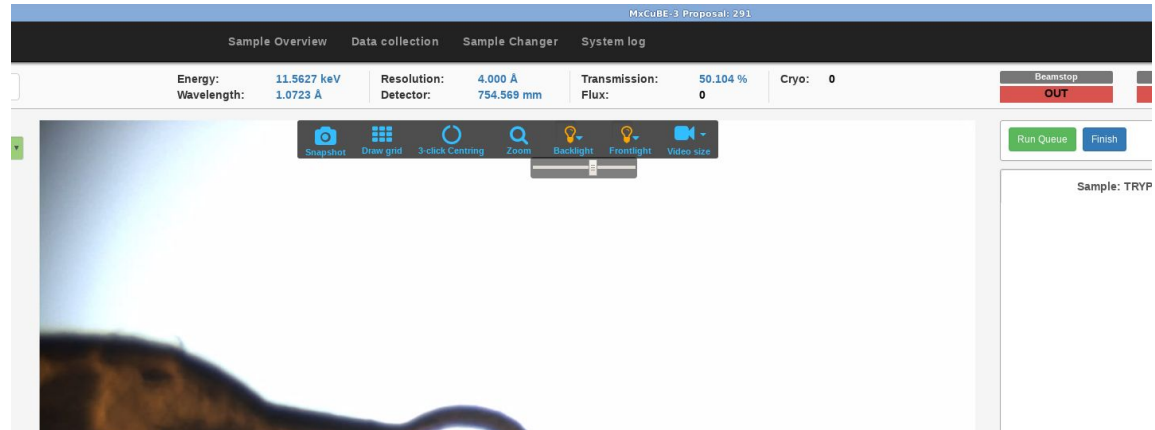 MxCuBE-3 Proposal: 291
Sample Overview Data collection Sample Changer System log
Energy: 11.5627 keV Resolution: 4.000 Å Transmission: 50.104 % Cryo: 0 Beamstop
Wavelength: 1.0723 Å Detector: 754.569 mm Flux: 0 OUT
Snapshot Draw grid 3-click Centring Zoom Backlight Frontlight Video size
Run Queue Finish
Sample: TRYP